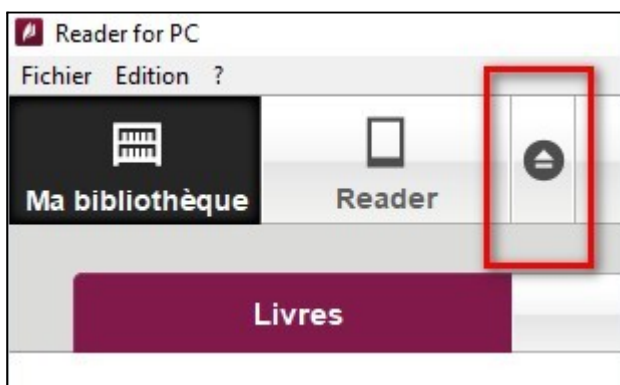 Reader for PC
Fichier Edition ?
Ma bibliothèque Reader
Livres